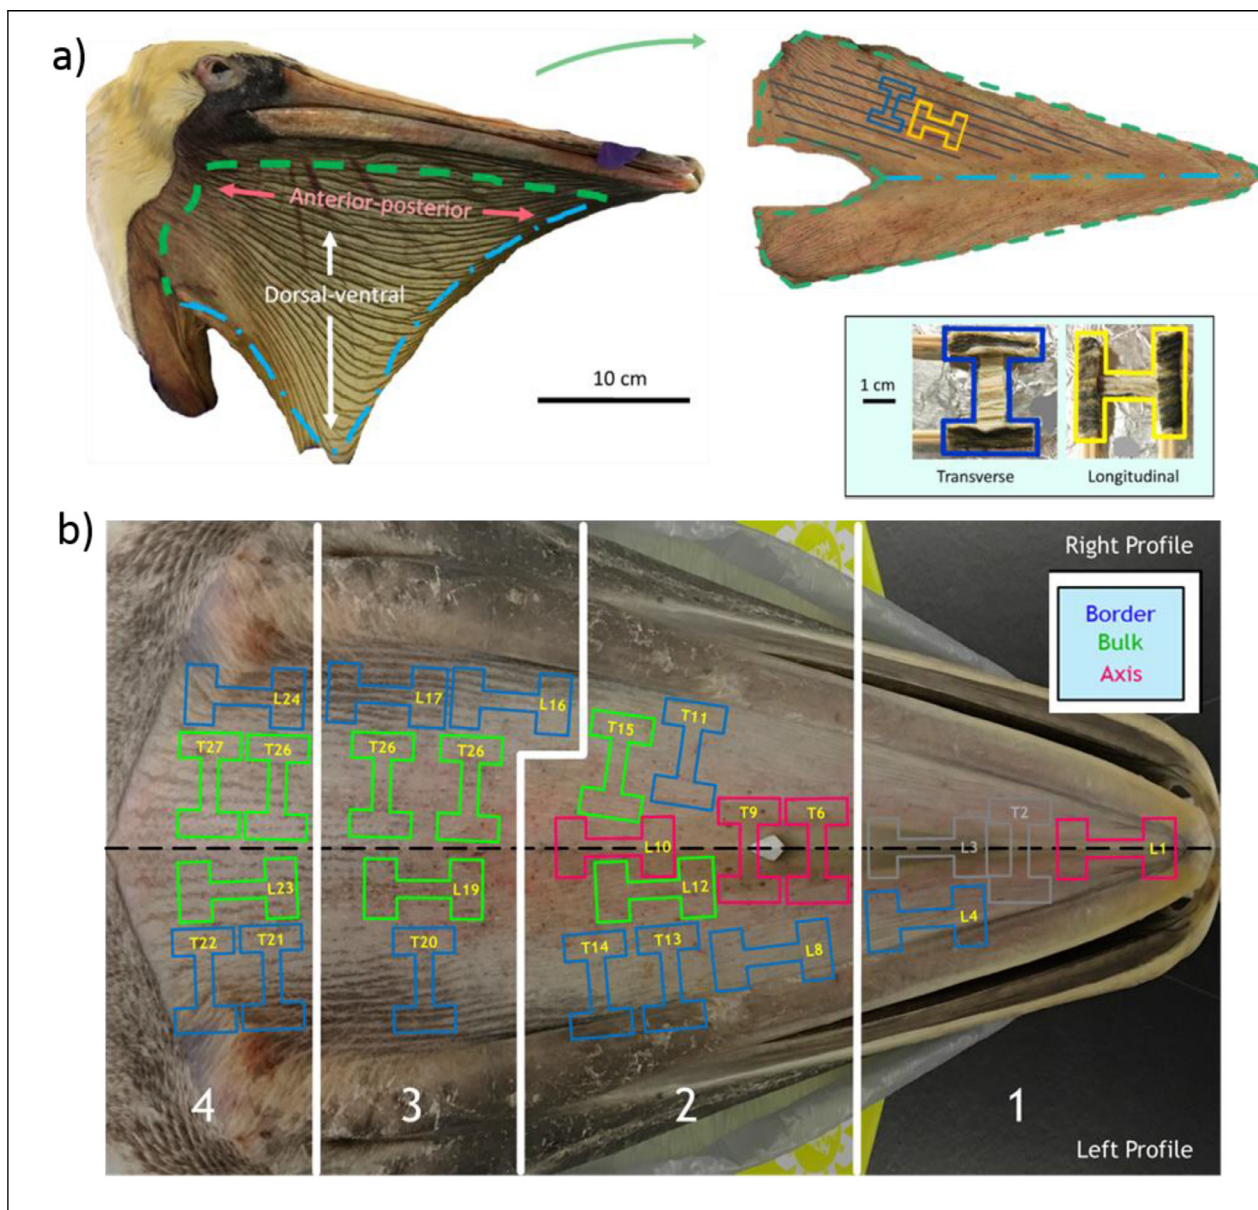 a)
Anterior-posterior
Dorsal-ventral
10 cm
1 cm
Transverse
Longitudinal
b)
Right Profile
Border
Bulk
Axis
L24
L17
L16
T15
T11
T27
T26
T26
T26
T9
T6
T2
L10
L3
L1
L23
L19
L12
L4
T22
T21
T20
T14
T13
L8
4
3
2
1
Left Profile